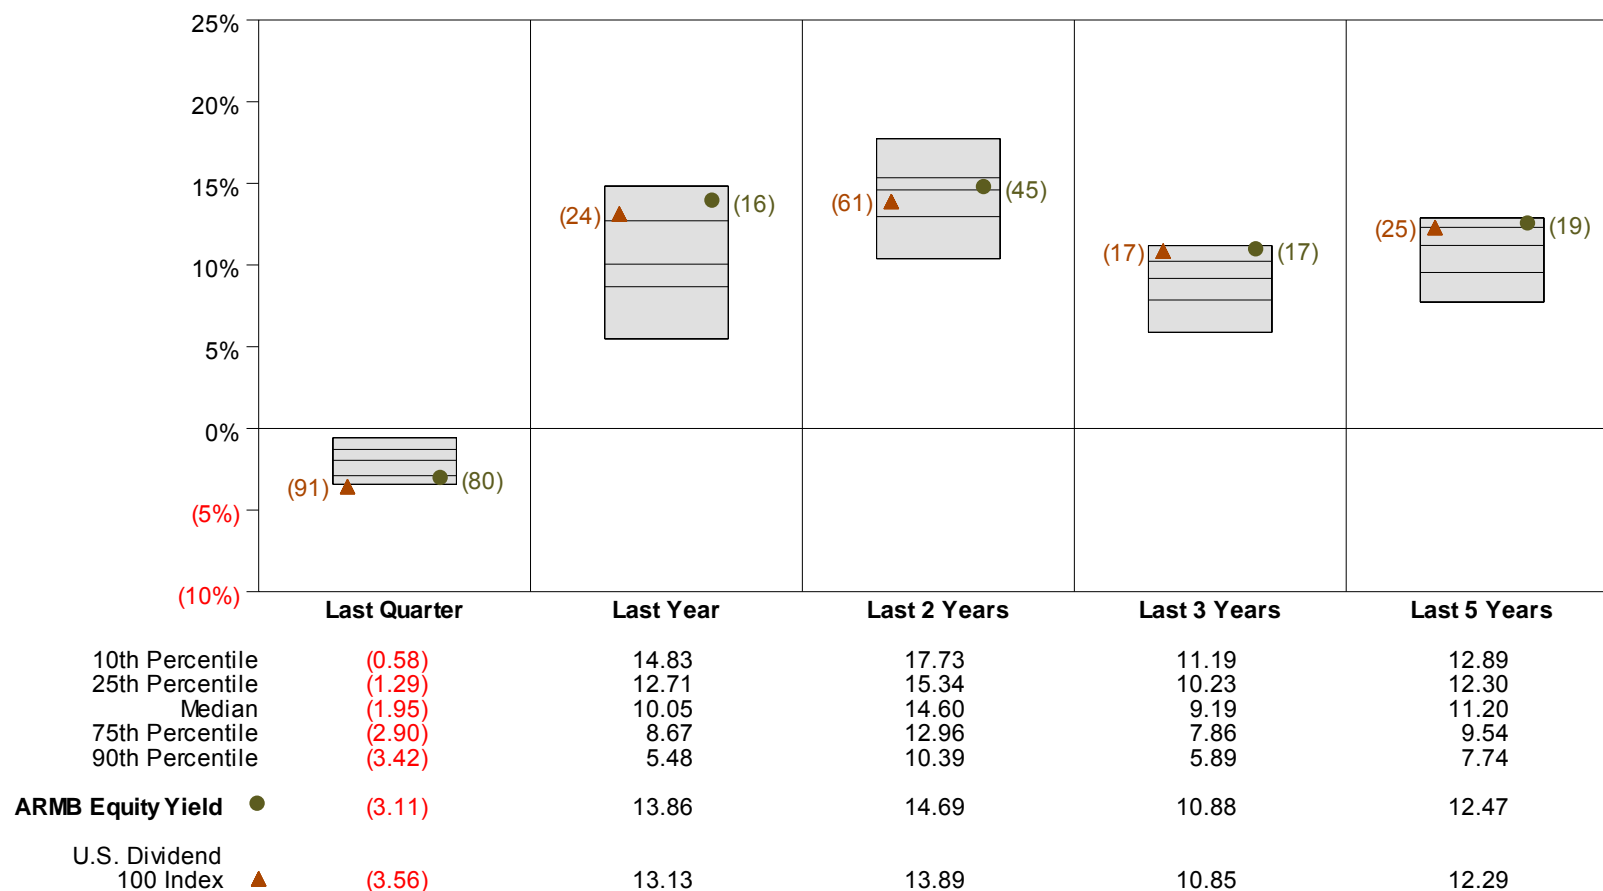 25%
20%
15%
10%
5%
0%
(5%)
(10%)
(91)
(80)
(24)
(16)
(61)
(45)
(17)
(17)
(25)
(19)
Last Quarter Last Year Last 2 Years Last 3 Years Last 5 Years
10th Percentile (0.58) 14.83 17.73 11.19 12.89
25th Percentile (1.29) 12.71 15.34 10.23 12.30
Median (1.95) 10.05 14.60 9.19 11.20
75th Percentile (2.90) 8.67 12.96 7.86 9.54
90th Percentile (3.42) 5.48 10.39 5.89 7.74
ARMB Equity Yield (3.11) 13.86 14.69 10.88 12.47
U.S. Dividend
100 Index (3.56) 13.13 13.89 10.85 12.29